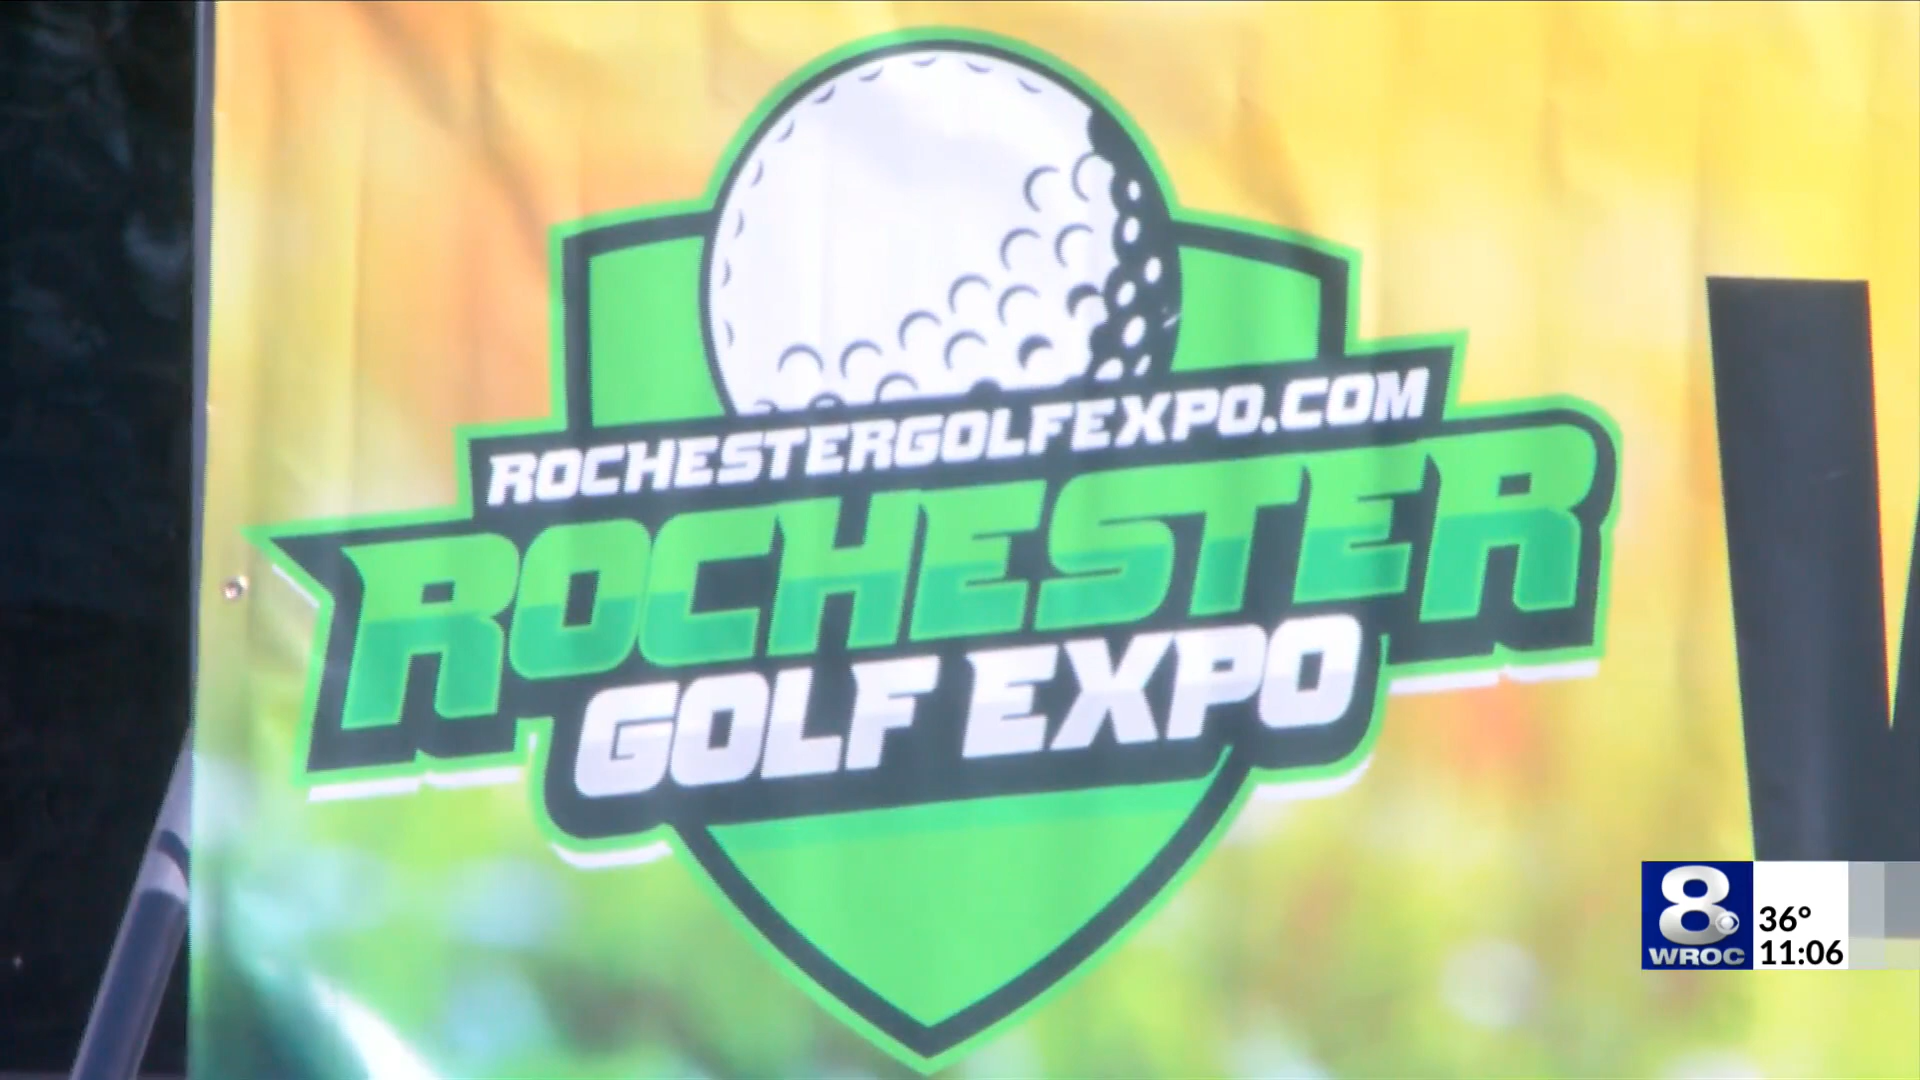 ROCHESTERGOLFEXPO.COM
ROCHESTER
GOLF EXPO
8
WROC
36°
11:06